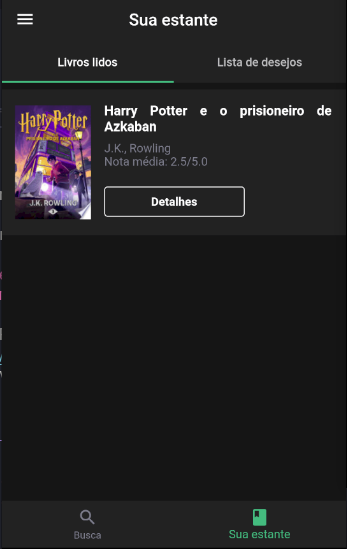 Sua estante
Livros lidos
Lista de desejos
Harry Potter
J.K. ROWLING
Harry Potter e o prisioneiro de
Azkaban
J.K., Rowling
Nota média: 2.5/5.0
Detalhes
Busca
Sua estante